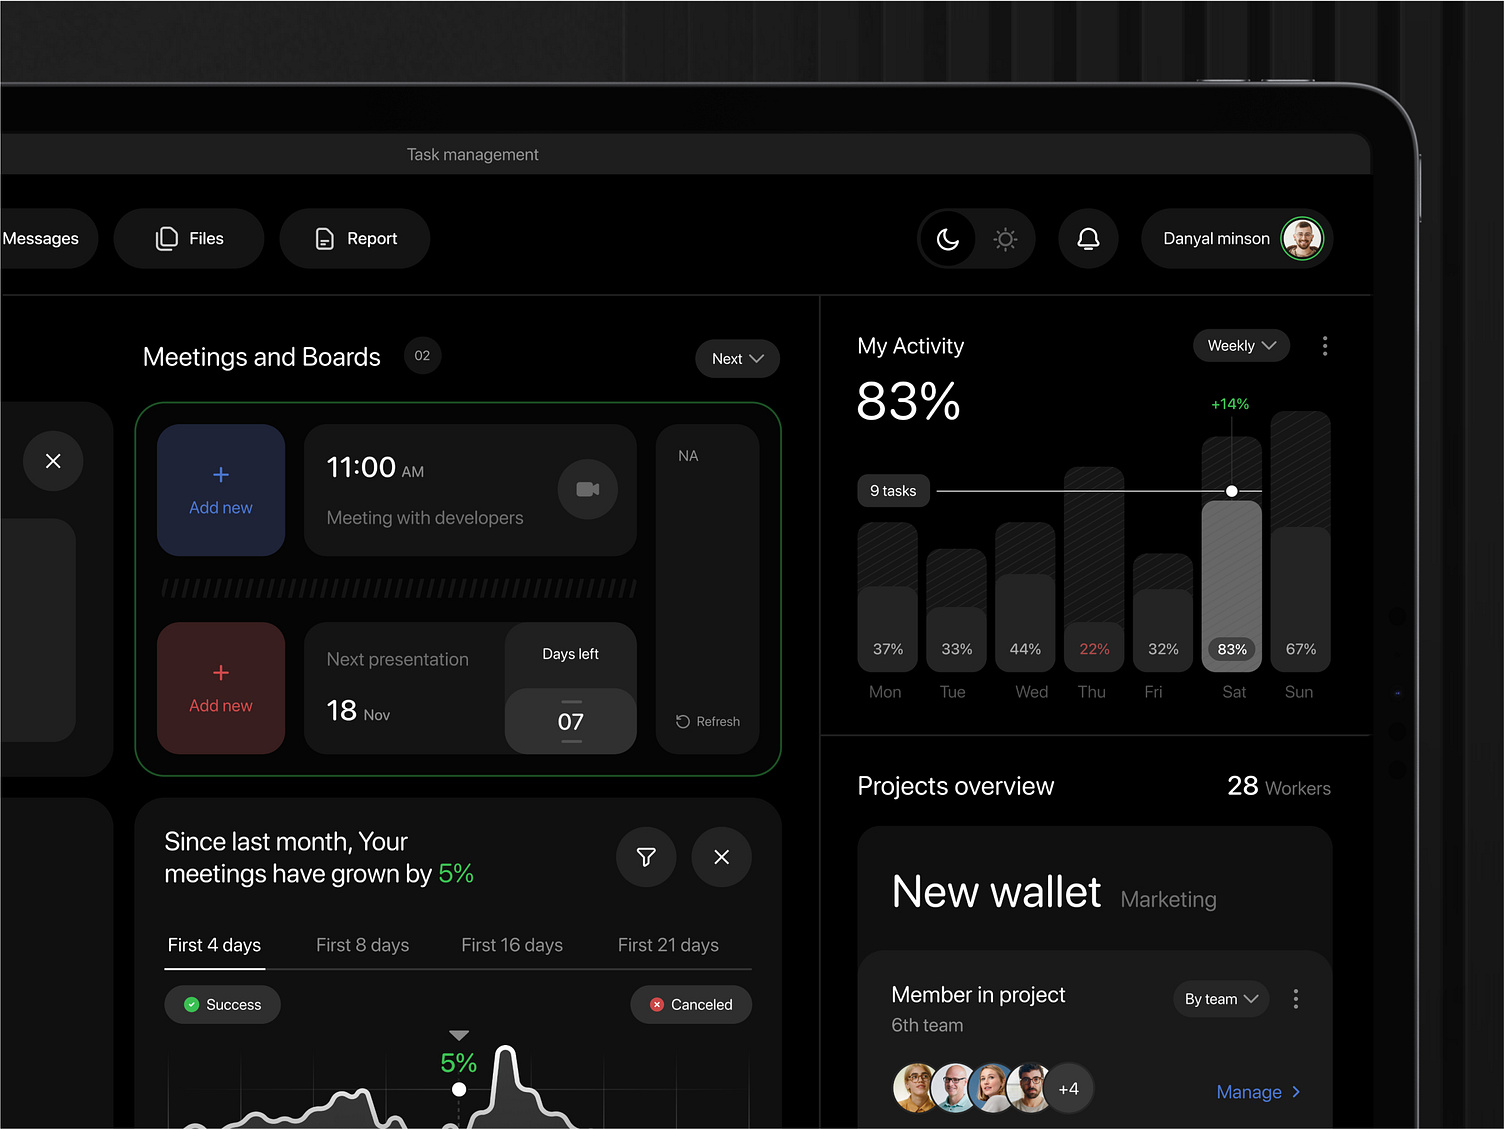 Task management
Messages
Files
Report
Danyal minson
Meetings and Boards 02
Next
Add new
11:00 AM
Meeting with developers
NA
Add new
Next presentation
18 Nov
Days left
07
Refresh
Since last month, Your
meetings have grown by 5%
First 4 days First 8 days First 16 days First 21 days
Success
Canceled
5%
My Activity
Weekly
83%
+14%
9 tasks
37% 33% 44% 22% 32% 83% 67%
Mon Tue Wed Thu Fri Sat Sun
Projects overview
28 Workers
New wallet Marketing
Member in project
6th team
By team
+4
Manage